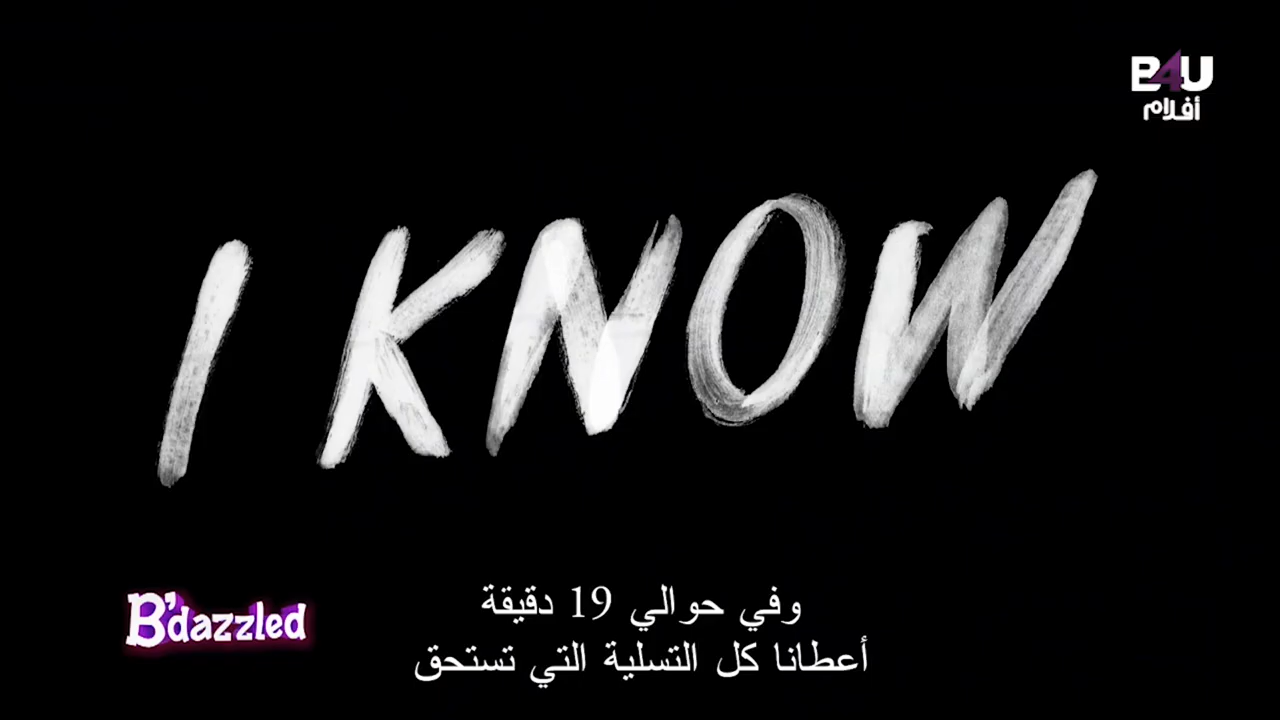 B4U
أفلام
I KNOW
B'dazzled
وفي حوالي 19 دقيقة
أعطانا كل التسلية التي تستحق